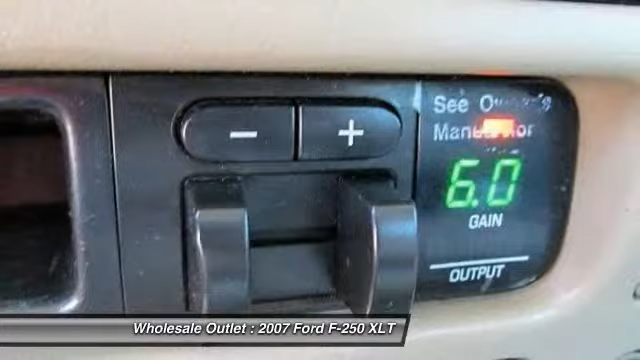 See Owner's
Manual for
− +
6.0
GAIN
OUTPUT
Wholesale Outlet : 2007 Ford F-250 XLT